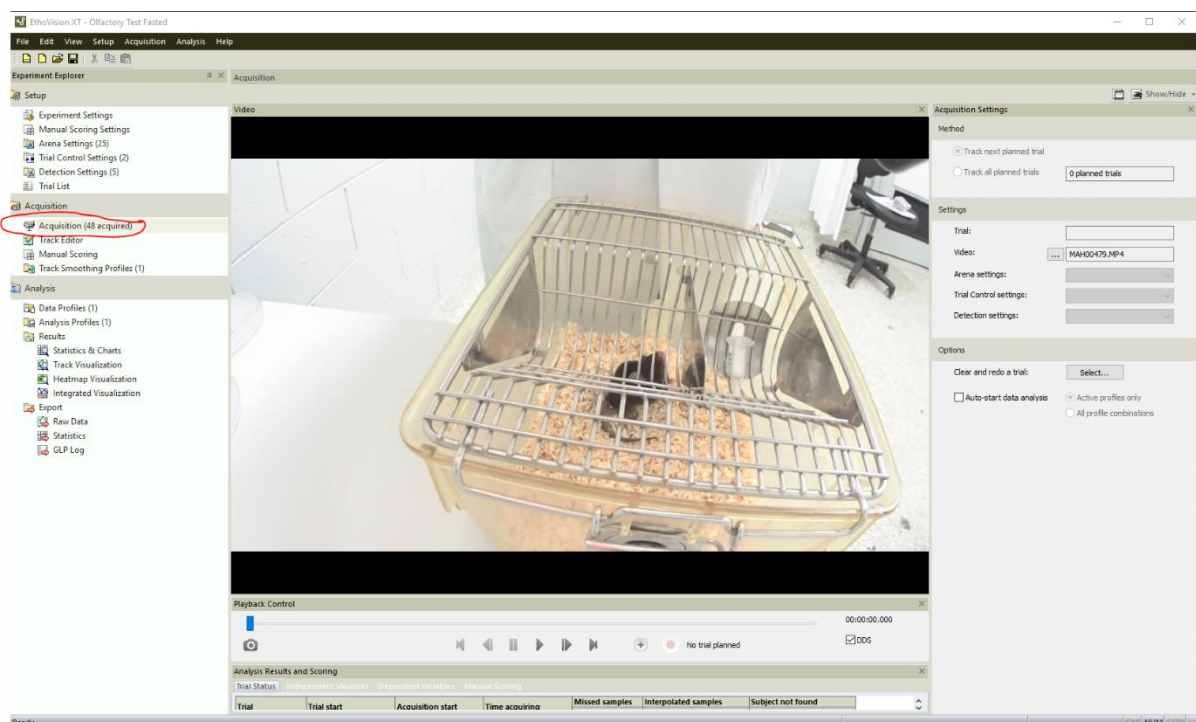 EthoVision XT - Olfactory Test Fasted
File Edit View Setup Acquisition Analysis Help
Experiment Explorer
Setup
Experiment Settings
Manual Scoring Settings
Arena Settings (25)
Trial Control Settings (2)
Detection Settings (5)
Trial List
Acquisition
Acquisition (48 acquired)
Track Editor
Manual Scoring
Track Smoothing Profiles (1)
Analysis
Data Profiles (1)
Analysis Profiles (1)
Results
Statistics & Charts
Track Visualization
Heatmap Visualization
Integrated Visualization
Export
Raw Data
Statistics
GLP Log
Acquisition
Show/Hide
Video
Playback Control
00:00:00.000
No trial planned
DDS
Analysis Results and Scoring
Trial Status Independent Variables Dependent Variables Manual Scoring
Trial Trial start Acquisition start Time acquiring Missed samples Interpolated samples Subject not found
Acquisition Settings
Method
Track next planned trial
Track all planned trials 0 planned trials
Settings
Trial:
Video: ... MAH00479.MP4
Arena settings:
Trial Control settings:
Detection settings:
Options
Clear and redo a trial: Select...
Auto-start data analysis Active profiles only
All profile combinations
Ready